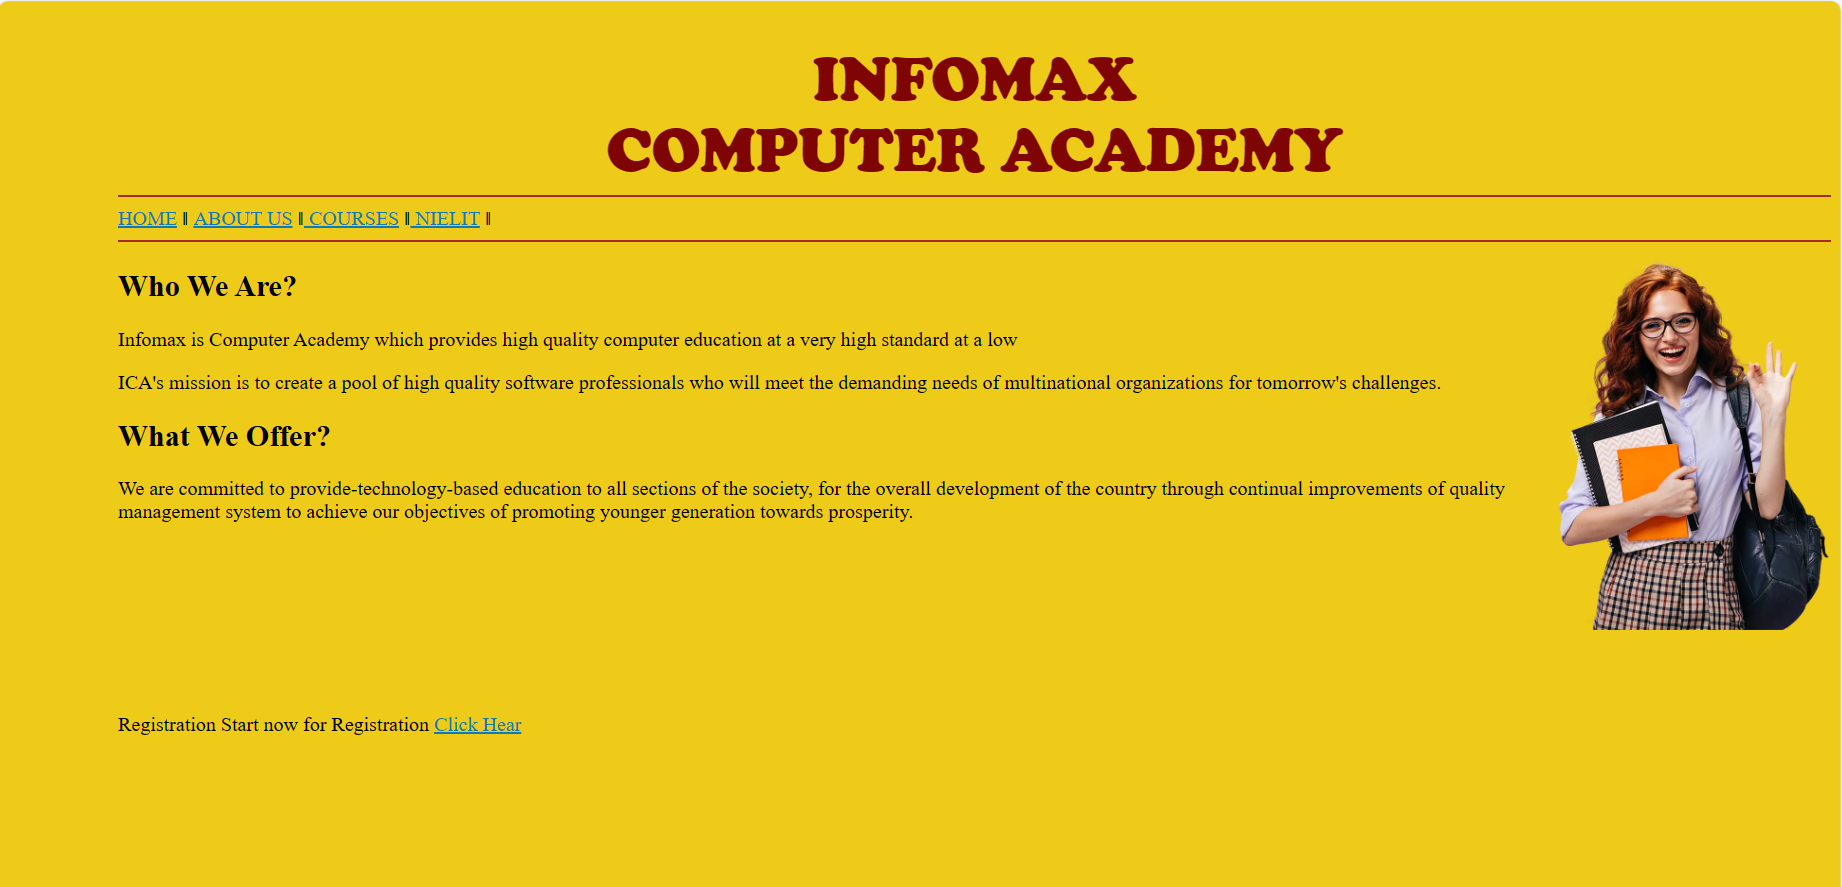 INFOMAX
COMPUTER ACADEMY
HOME || ABOUT US || COURSES || NIELIT ||
Who We Are?
Infomax is Computer Academy which provides high quality computer education at a very high standard at a low
ICA's mission is to create a pool of high quality software professionals who will meet the demanding needs of multinational organizations for tomorrow's challenges.
What We Offer?
We are committed to provide-technology-based education to all sections of the society, for the overall development of the country through continual improvements of quality
management system to achieve our objectives of promoting younger generation towards prosperity.
Registration Start now for Registration Click Hear